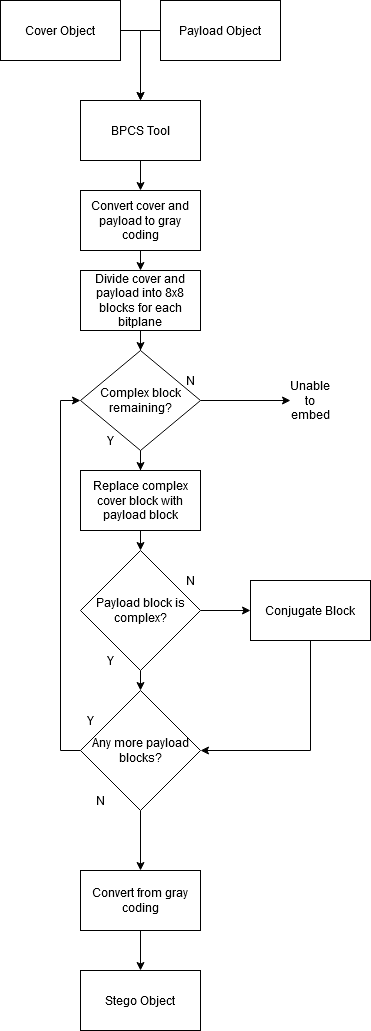 Cover Object
Payload Object
BPCS Tool
Convert cover and
payload to gray
coding
Divide cover and
payload into 8x8
blocks for each
bitplane
N
Complex block
remaining?
Unable
to
embed
Y
Replace complex
cover block with
payload block
N
Payload block is
complex?
Conjugate Block
Y
Y
Any more payload
blocks?
N
Convert from gray
coding
Stego Object